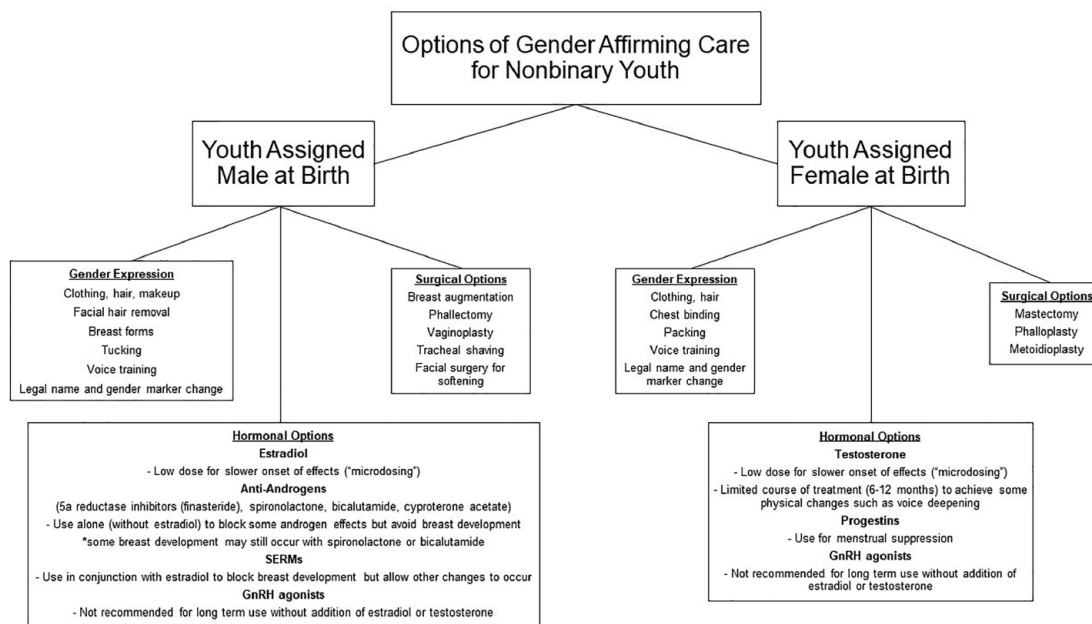 Options of Gender Affirming Care
for Nonbinary Youth
Youth Assigned
Male at Birth
Youth Assigned
Female at Birth
Gender Expression
Clothing, hair, makeup
Facial hair removal
Breast forms
Tucking
Voice training
Legal name and gender marker change
Surgical Options
Breast augmentation
Phallectomy
Vaginoplasty
Tracheal shaving
Facial surgery for
softening
Gender Expression
Clothing, hair
Chest binding
Packing
Voice training
Legal name and gender
marker change
Surgical Options
Mastectomy
Phalloplasty
Metoidioplasty
Hormonal Options
Estradiol
- Low dose for slower onset of effects (“microdosing”)
Anti-Androgens
(5a reductase inhibitors (finasteride), spironolactone, bicalutamide, cyproterone acetate)
- Use alone (without estradiol) to block some androgen effects but avoid breast development
*some breast development may still occur with spironolactone or bicalutamide
SERMs
- Use in conjunction with estradiol to block breast development but allow other changes to occur
GnRH agonists
- Not recommended for long term use without addition of estradiol or testosterone
Hormonal Options
Testosterone
- Low dose for slower onset of effects (“microdosing”)
- Limited course of treatment (6-12 months) to achieve some
physical changes such as voice deepening
Progestins
- Use for menstrual suppression
GnRH agonists
- Not recommended for long term use without addition of
estradiol or testosterone